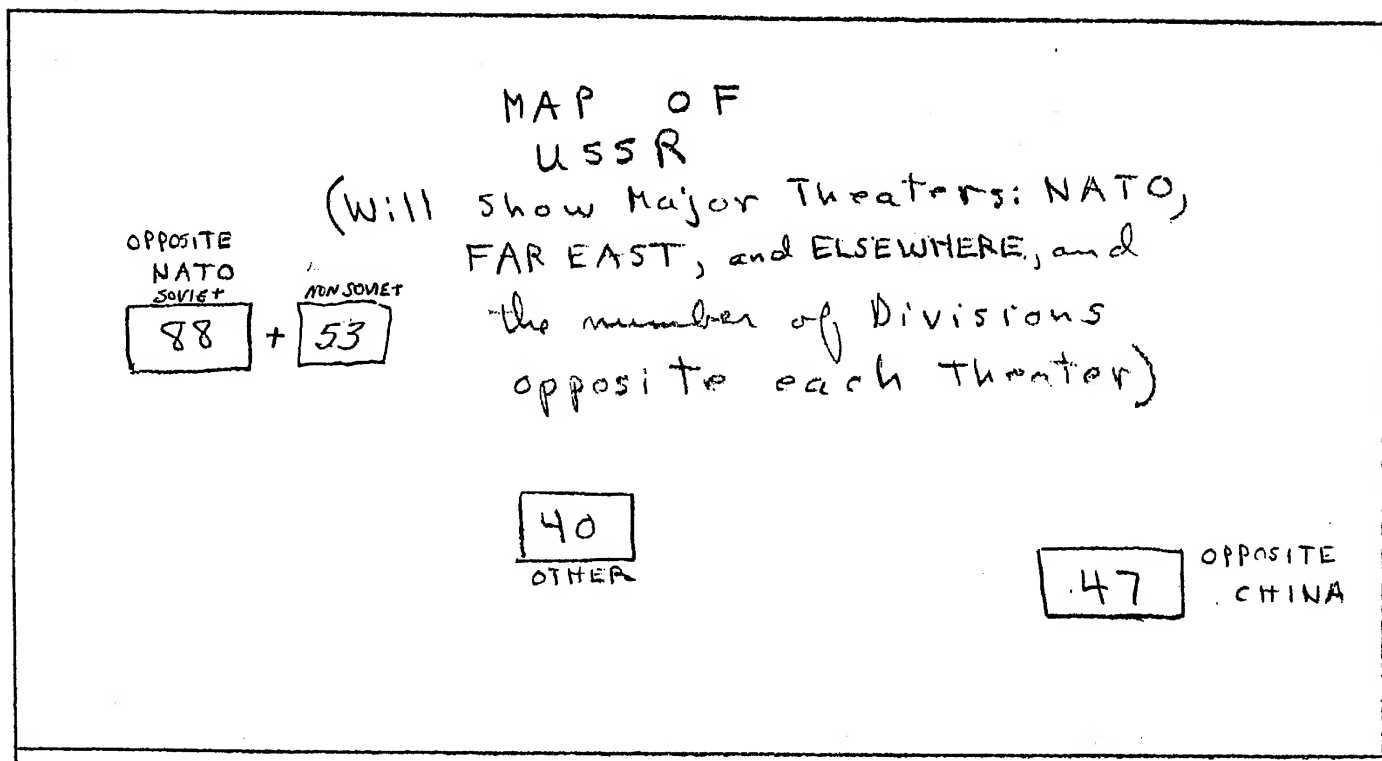 MAP OF
USSR
(Will show Major Theaters: NATO,
FAR EAST, and ELSEWHERE, and
the number of Divisions
opposite each Theater)
OPPOSITE
NATO
SOVIET
NON SOVIET
88 + 53
40
OTHER
47
OPPOSITE
CHINA